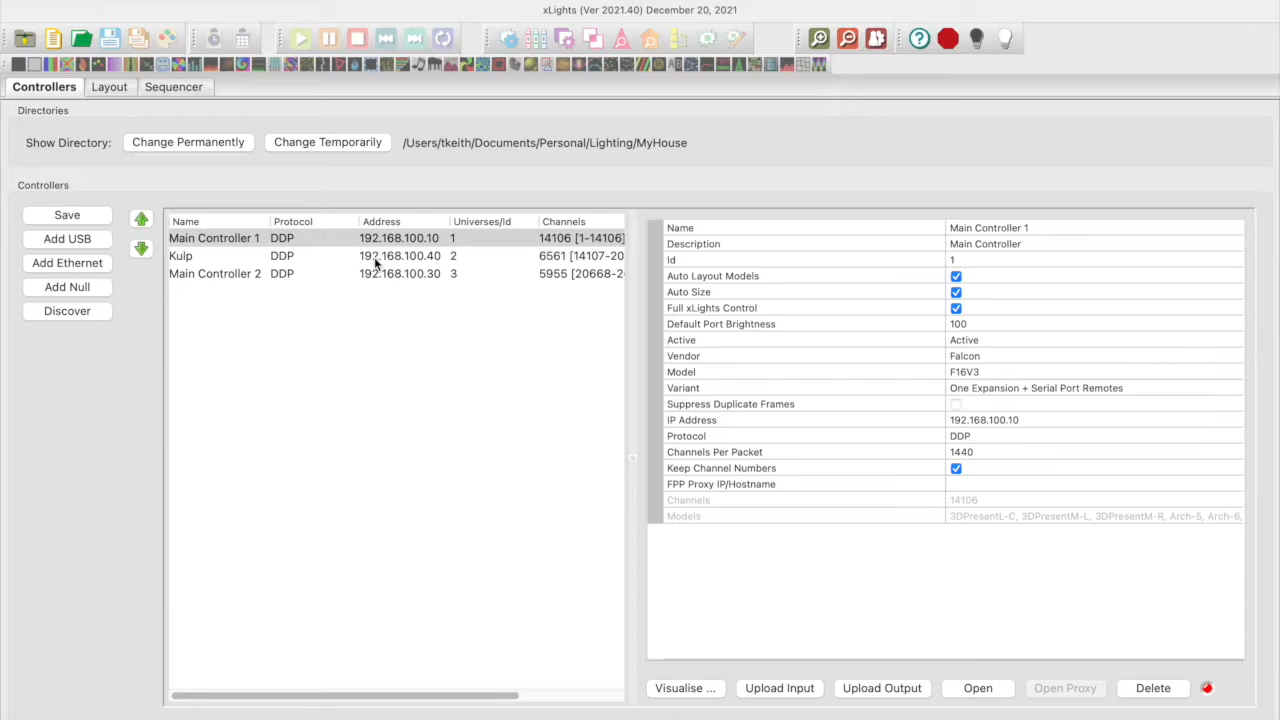 xLights (Ver 2021.40) December 20, 2021
Controllers Layout Sequencer
Directories
Show Directory: Change Permanently Change Temporarily /Users/tkeith/Documents/Personal/Lighting/MyHouse
Controllers
Save
Add USB
Add Ethernet
Add Null
Discover
Name Protocol Address Universes/Id Channels
Main Controller 1 DDP 192.168.100.10 1 14106 [1-14106]
Kulp DDP 192.168.100.40 2 6561 [14107-20
Main Controller 2 DDP 192.168.100.30 3 5955 [20668-2
Name Main Controller 1
Description Main Controller
Id 1
Auto Layout Models
Auto Size
Full xLights Control
Default Port Brightness 100
Active Active
Vendor Falcon
Model F16V3
Variant One Expansion + Serial Port Remotes
Suppress Duplicate Frames
IP Address 192.168.100.10
Protocol DDP
Channels Per Packet 1440
Keep Channel Numbers
FPP Proxy IP/Hostname
Channels 14106
Models 3DPresentL-C, 3DPresentM-L, 3DPresentM-R, Arch-5, Arch-6,
Visualise ... Upload Input Upload Output Open Open Proxy Delete